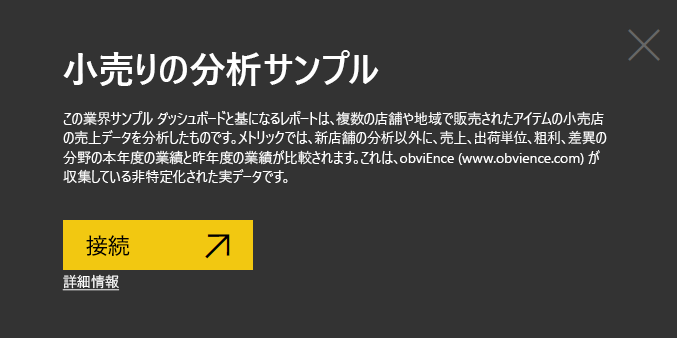 小売りの分析サンプル
この業界サンプル ダッシュボードと基になるレポートは、複数の店舗や地域で販売されたアイテムの小売店
の売上データを分析したものです。メトリックでは、新店舗の分析以外に、売上、出荷単位、粗利、差異の
分野の本年度の業績と昨年度の業績が比較されます。これは、obviEnce (www.obvience.com) が
収集している非特定化された実データです。
接続
詳細情報